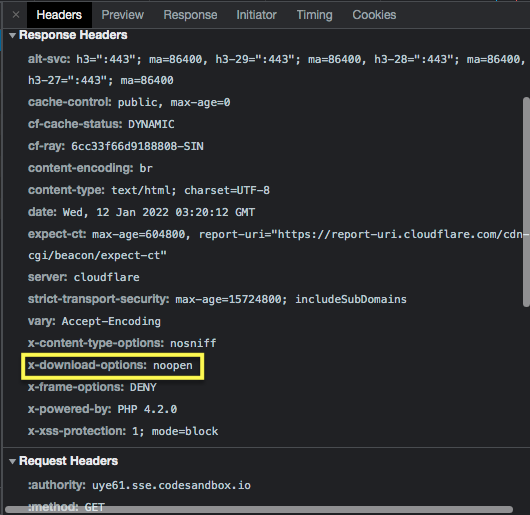 × Headers Preview Response Initiator Timing Cookies
▼Response Headers
alt-svc: h3=":443"; ma=86400, h3-29=":443"; ma=86400, h3-28=":443"; ma=86400,
h3-27=":443"; ma=86400
cache-control: public, max-age=0
cf-cache-status: DYNAMIC
cf-ray: 6cc33f66d9188808-SIN
content-encoding: br
content-type: text/html; charset=UTF-8
date: Wed, 12 Jan 2022 03:20:12 GMT
expect-ct: max-age=604800, report-uri="https://report-uri.cloudflare.com/cdn-
cgi/beacon/expect-ct"
server: cloudflare
strict-transport-security: max-age=15724800; includeSubDomains
vary: Accept-Encoding
x-content-type-options: nosniff
x-download-options: noopen
x-frame-options: DENY
x-powered-by: PHP 4.2.0
x-xss-protection: 1; mode=block
▼Request Headers
:authority: uye61.sse.codesandbox.io
:method: GET